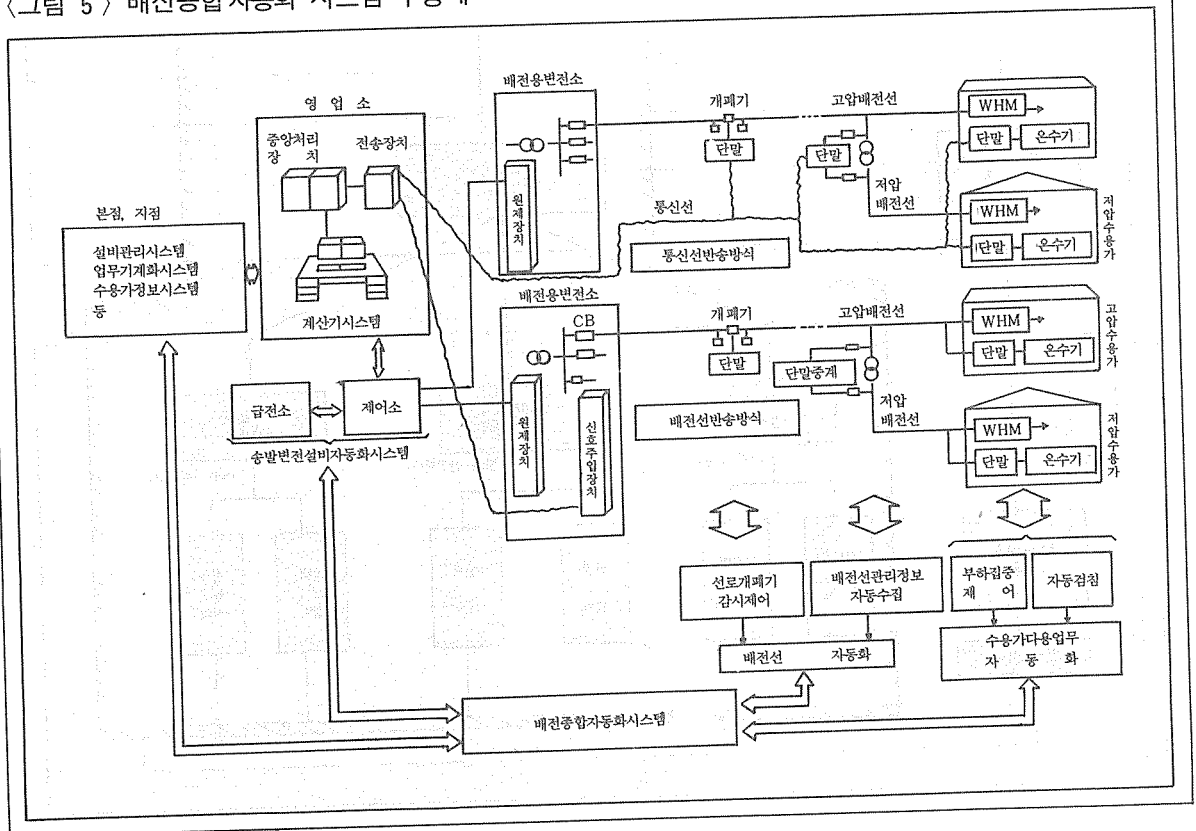 〈그림 5〉 배전종합자동화 시스템 구성예
영 업 소
중앙처리
장 치
전송장치
계산기시스템
본점, 지점
설비관리시스템
업무기계화시스템
수용가정보시스템
등
급전소
제어소
송발변전설비자동화시스템
배전용변전소
원제장치
개폐기
단말
고압배전선
단말
저압
배전선
통신선
통신선반송방식
WHM
단말
온수기
WHM
단말
온수기
저압수용가
배전용변전소
CB
원제장치
신호주입장치
개폐기
단말
고압배전선
단말중계
저압
배전선
배전선반송방식
WHM
단말
온수기
고압수용가
WHM
단말
온수기
저압수용가
선로개폐기
감시제어
배전선관리정보
자동수집
부하집중
제 어
자동검침
배전선 자동화
수용가다용업무
자 동 화
배전종합자동화시스템